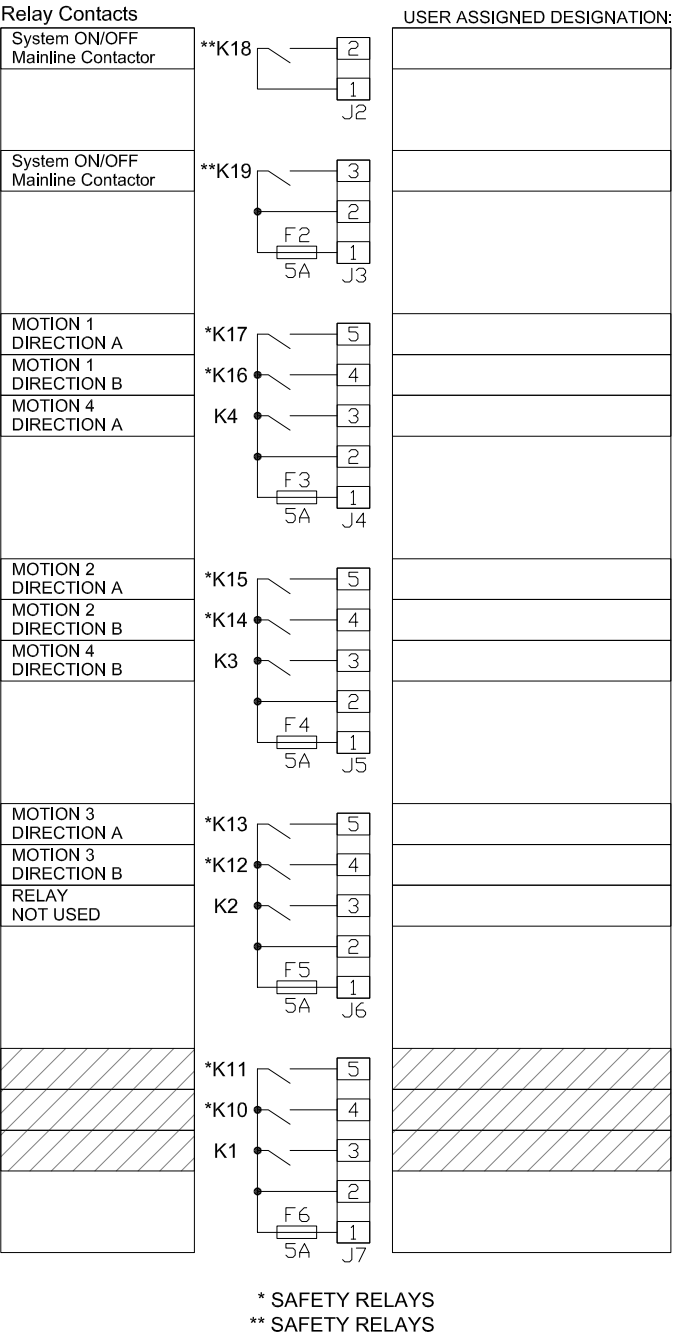 Relay Contacts
USER ASSIGNED DESIGNATION:
System ON/OFF
Mainline Contactor
**K18
2
1
J2
System ON/OFF
Mainline Contactor
**K19
3
2
F2
1
5A
J3
MOTION 1
DIRECTION A
*K17
5
MOTION 1
DIRECTION B
*K16
4
MOTION 4
DIRECTION A
K4
3
2
F3
1
5A
J4
MOTION 2
DIRECTION A
*K15
5
MOTION 2
DIRECTION B
*K14
4
MOTION 4
DIRECTION B
K3
3
2
F4
1
5A
J5
MOTION 3
DIRECTION A
*K13
5
MOTION 3
DIRECTION B
*K12
4
RELAY
NOT USED
K2
3
2
F5
1
5A
J6
*K11
5
*K10
4
K1
3
2
F6
1
5A
J7
* SAFETY RELAYS
** SAFETY RELAYS